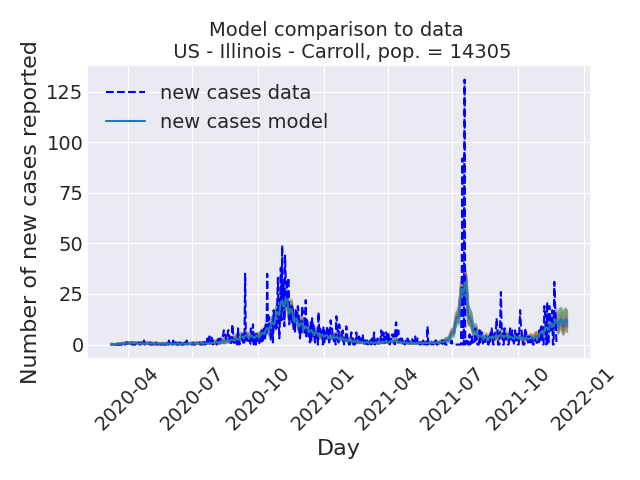 Model comparison to data
US - Illinois - Carroll, pop. = 14305
Number of new cases reported
125
100
75
50
25
0
new cases data
new cases model
2020-04
2020-07
2020-10
2021-01
2021-04
2021-07
2021-10
2022-01
Day